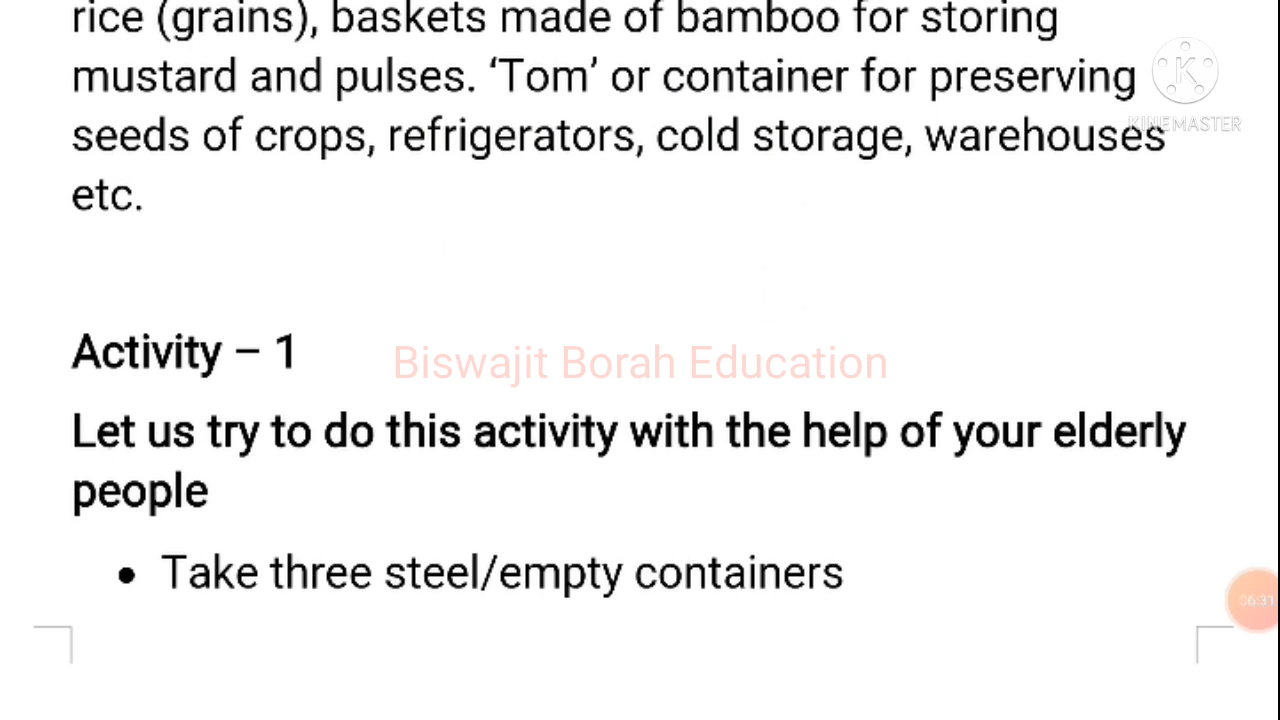 rice (grains), baskets made of bamboo for storing
mustard and pulses. ‘Tom’ or container for preserving
seeds of crops, refrigerators, cold storage, warehouses
etc.
K
KINEMASTER
Activity – 1
Biswajit Borah Education
Let us try to do this activity with the help of your elderly
people
• Take three steel/empty containers
06:31